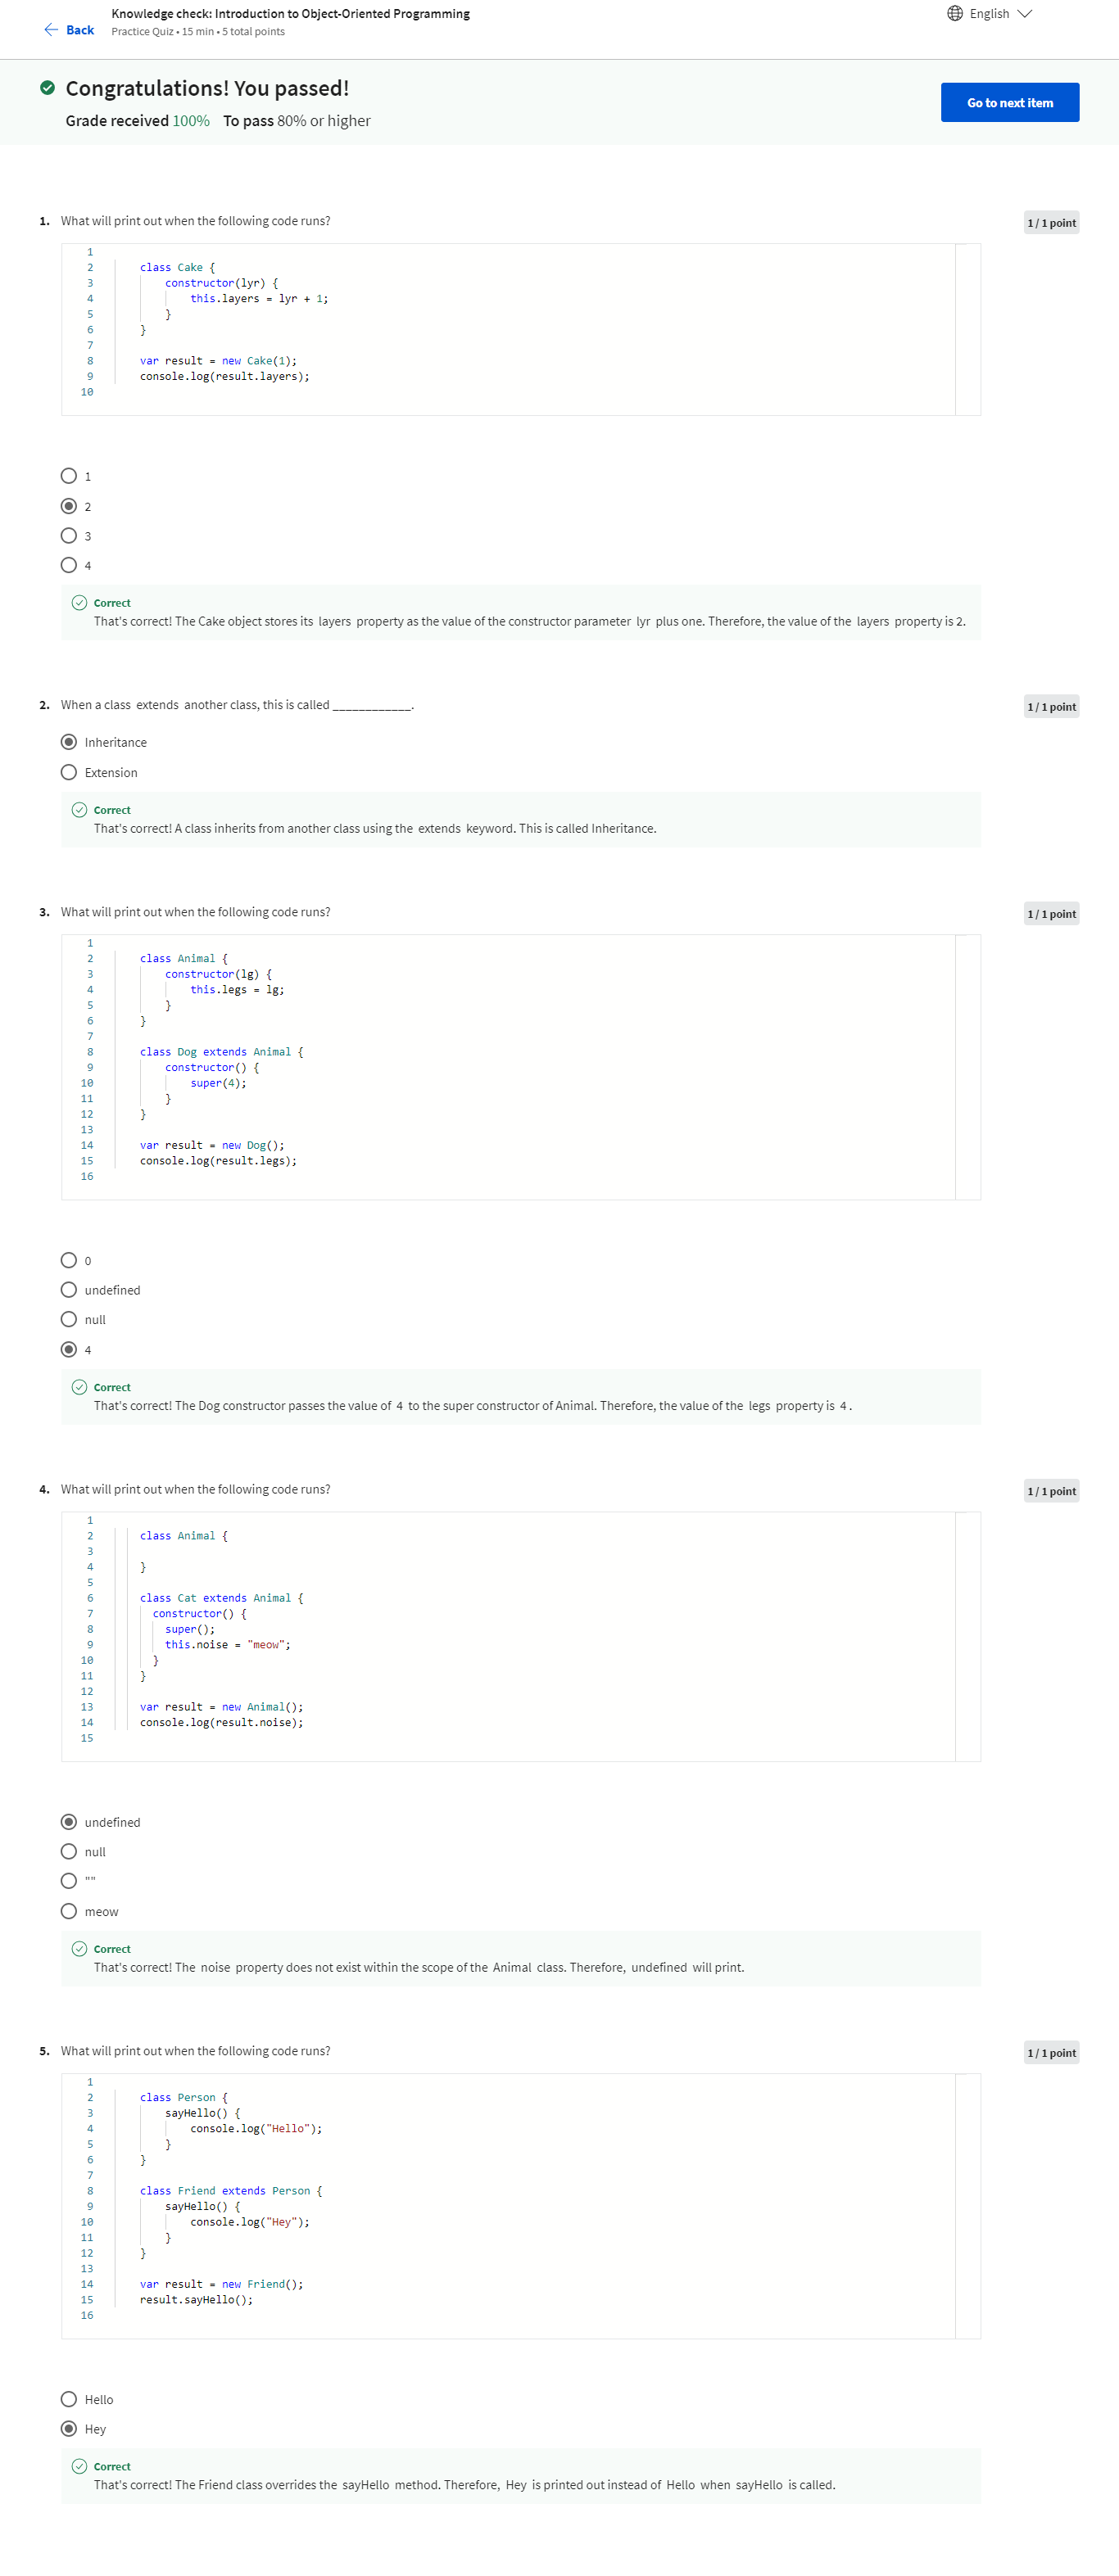 Back
Knowledge check: Introduction to Object-Oriented Programming
Practice Quiz • 15 min • 5 total points
English
Congratulations! You passed!
Grade received 100% To pass 80% or higher
Go to next item
1. What will print out when the following code runs?
1 / 1 point
1
2 class Cake {
3 constructor(lyr) {
4 this.layers = lyr + 1;
5 }
6 }
7
8 var result = new Cake(1);
9 console.log(result.layers);
10
1
2
3
4
Correct
That's correct! The Cake object stores its layers property as the value of the constructor parameter lyr plus one. Therefore, the value of the layers property is 2.
2. When a class extends another class, this is called ____________.
1 / 1 point
Inheritance
Extension
Correct
That's correct! A class inherits from another class using the extends keyword. This is called Inheritance.
3. What will print out when the following code runs?
1 / 1 point
1
2 class Animal {
3 constructor(lg) {
4 this.legs = lg;
5 }
6 }
7
8 class Dog extends Animal {
9 constructor() {
10 super(4);
11 }
12 }
13
14 var result = new Dog();
15 console.log(result.legs);
16
0
undefined
null
4
Correct
That's correct! The Dog constructor passes the value of 4 to the super constructor of Animal. Therefore, the value of the legs property is 4 .
4. What will print out when the following code runs?
1 / 1 point
1
2 class Animal {
3
4 }
5
6 class Cat extends Animal {
7 constructor() {
8 super();
9 this.noise = "meow";
10 }
11 }
12
13 var result = new Animal();
14 console.log(result.noise);
15
undefined
null
""
meow
Correct
That's correct! The noise property does not exist within the scope of the Animal class. Therefore, undefined will print.
5. What will print out when the following code runs?
1 / 1 point
1
2 class Person {
3 sayHello() {
4 console.log("Hello");
5 }
6 }
7
8 class Friend extends Person {
9 sayHello() {
10 console.log("Hey");
11 }
12 }
13
14 var result = new Friend();
15 result.sayHello();
16
Hello
Hey
Correct
That's correct! The Friend class overrides the sayHello method. Therefore, Hey is printed out instead of Hello when sayHello is called.